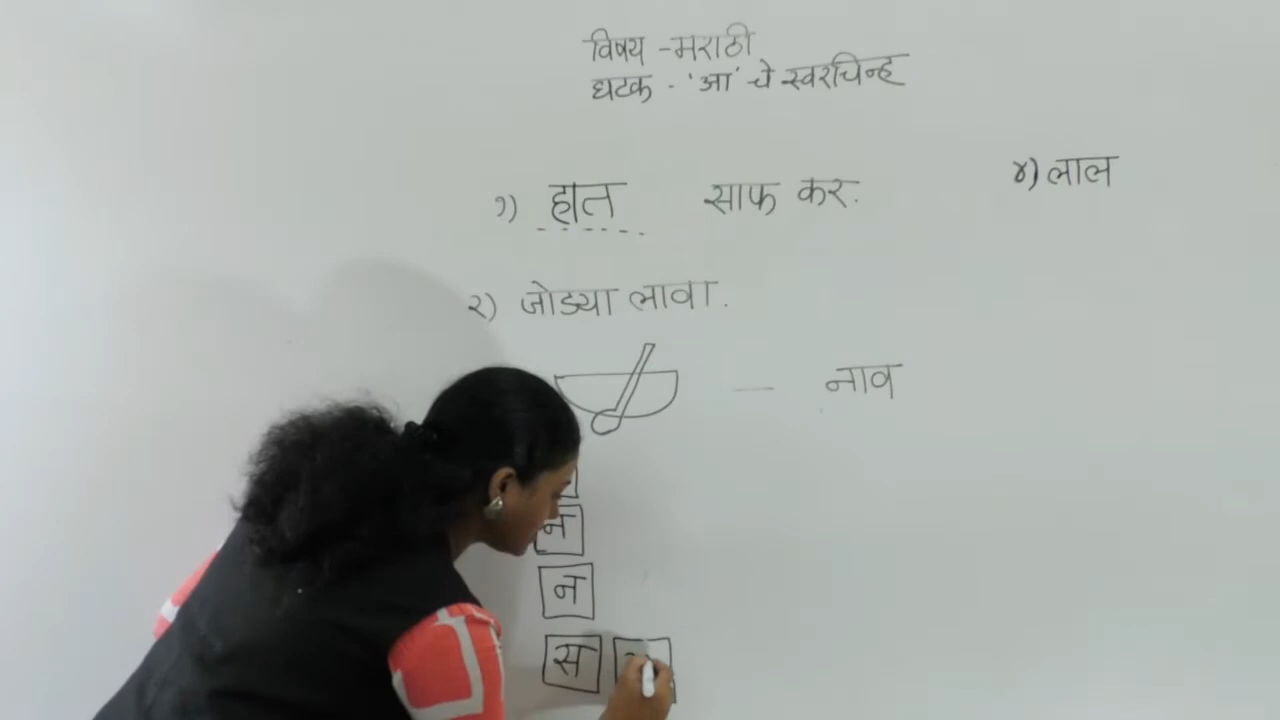 विषय -मराठी
घटक - 'आ' चे स्वरचिन्ह
१) हात साफ कर.
२) जोड्या लावा.
— नाव
न
न
स
४) लाल